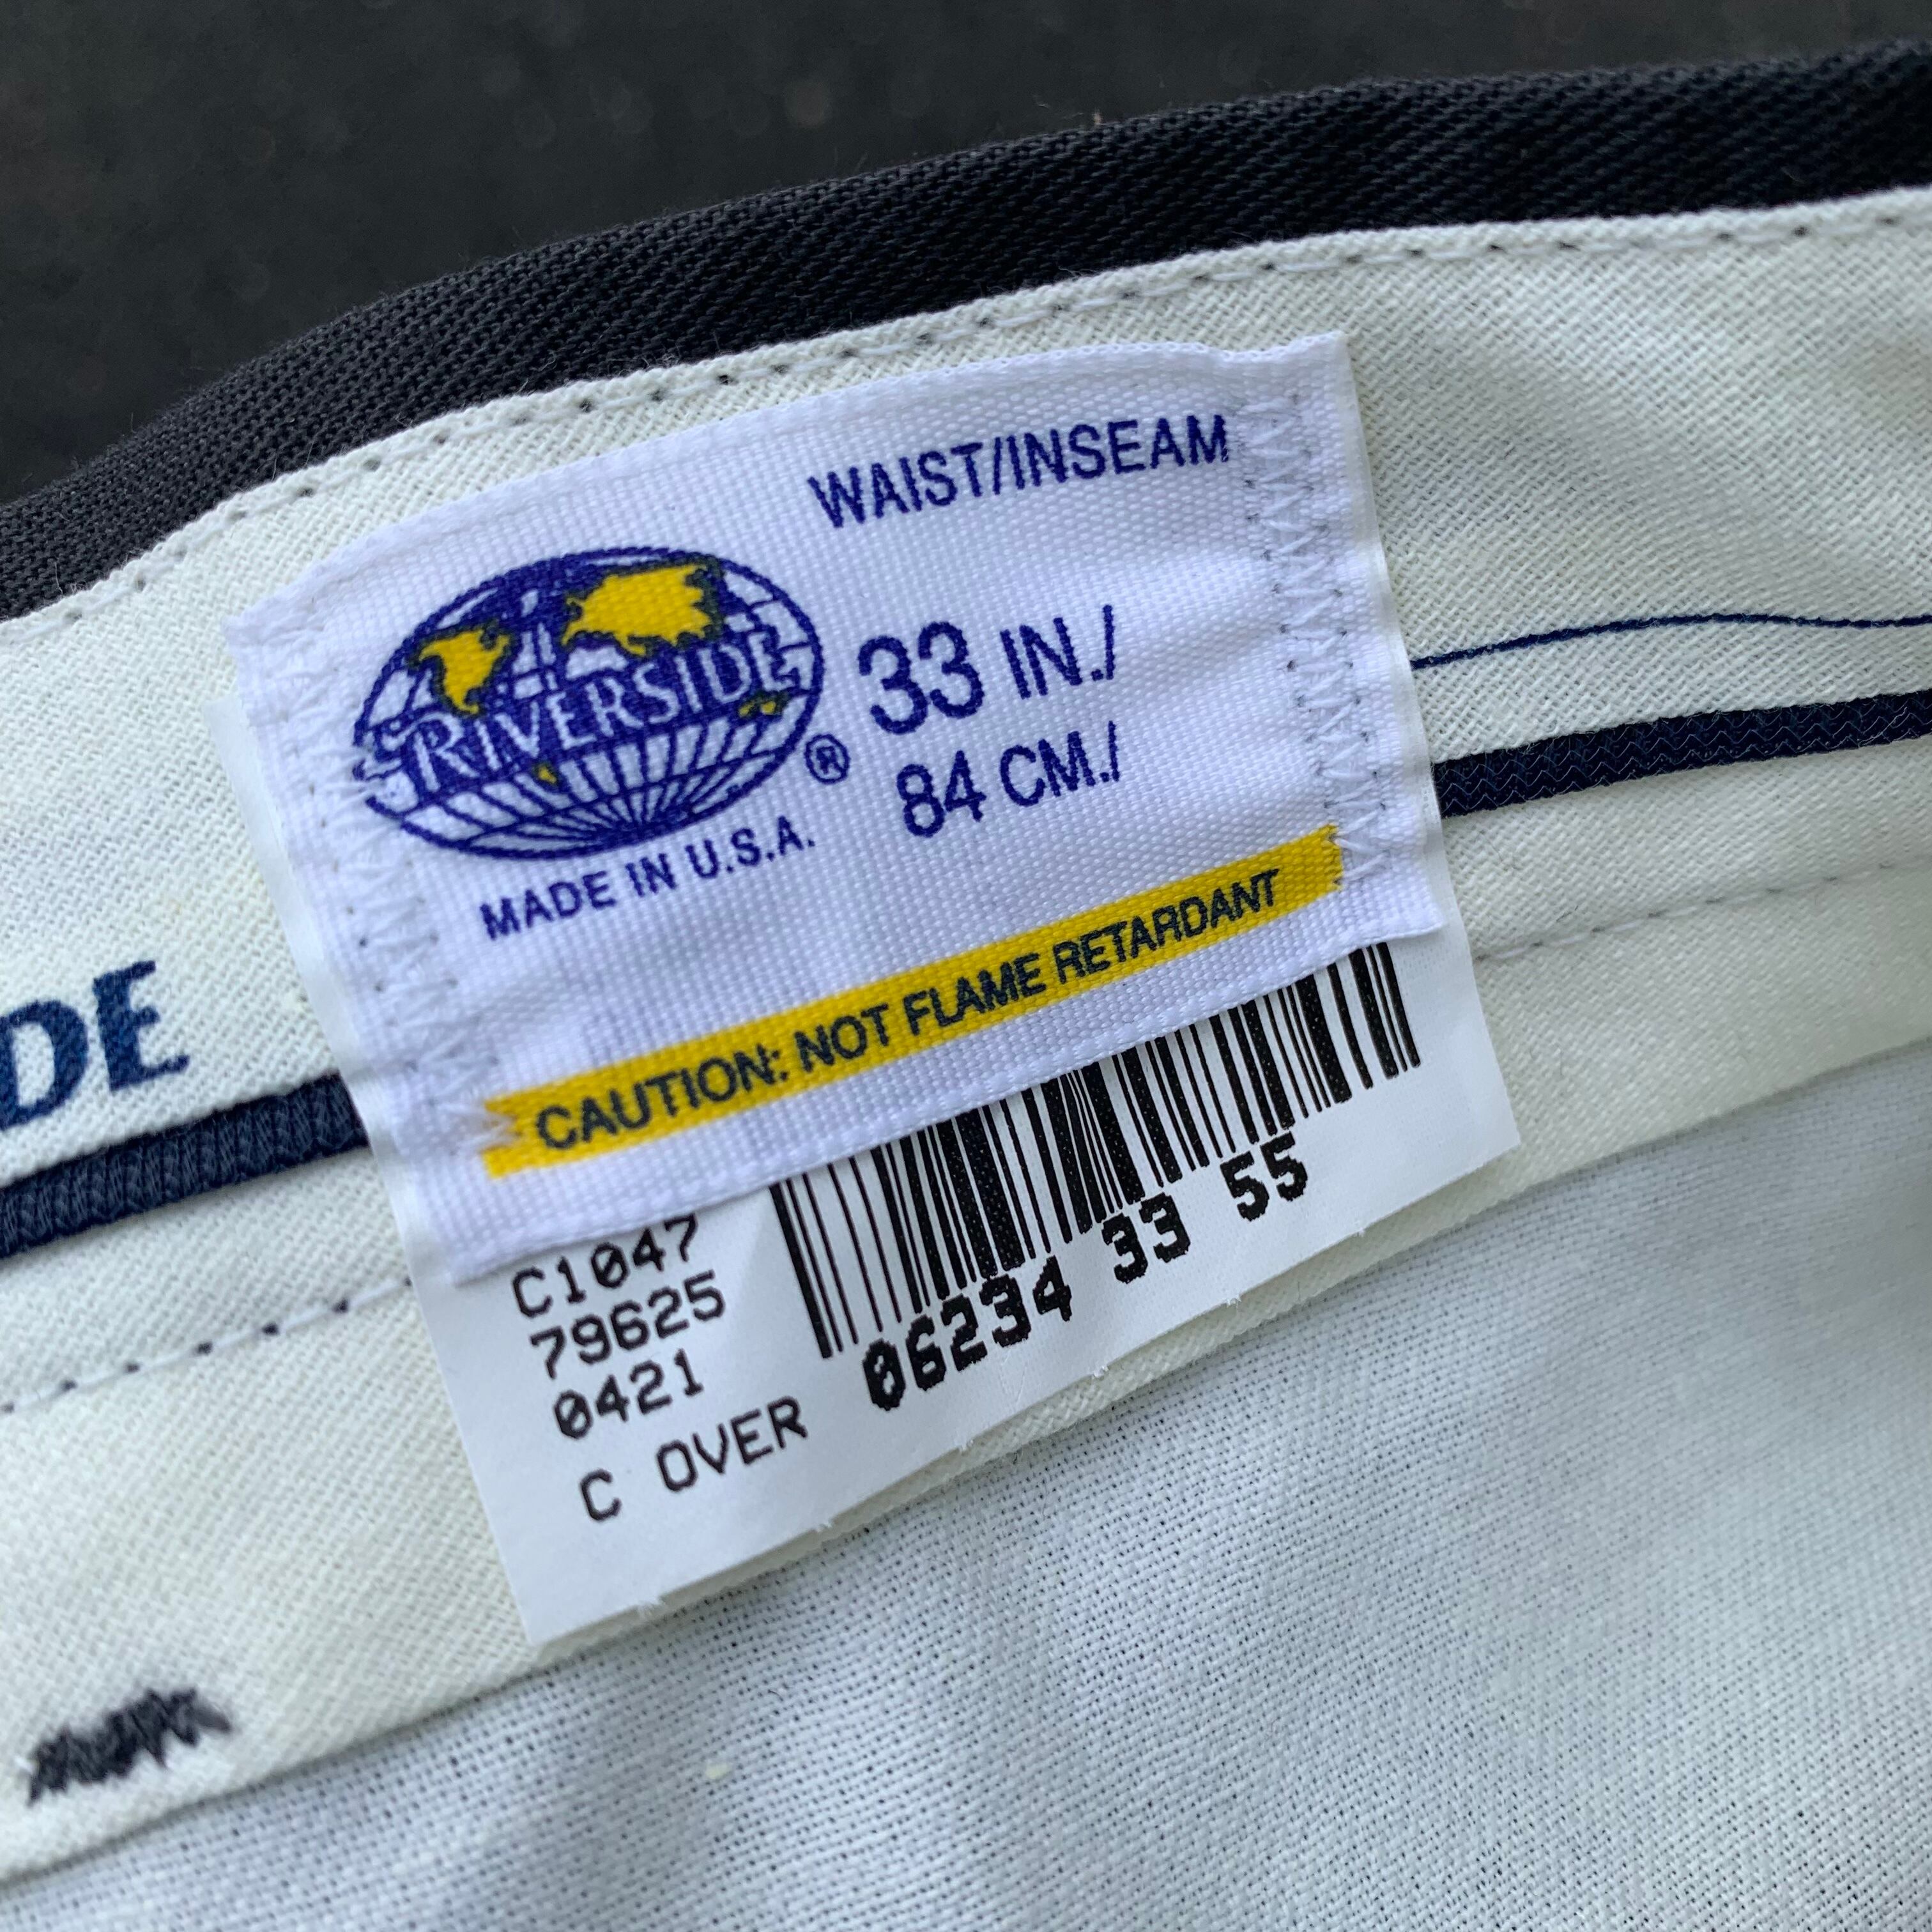 WAIST/INSEAM
RIVERSIDE ®
33 IN./
84 CM./
MADE IN U.S.A.
CAUTION: NOT FLAME RETARDANT
DE
C1047
79625
0421
C OVER
06234 33 55